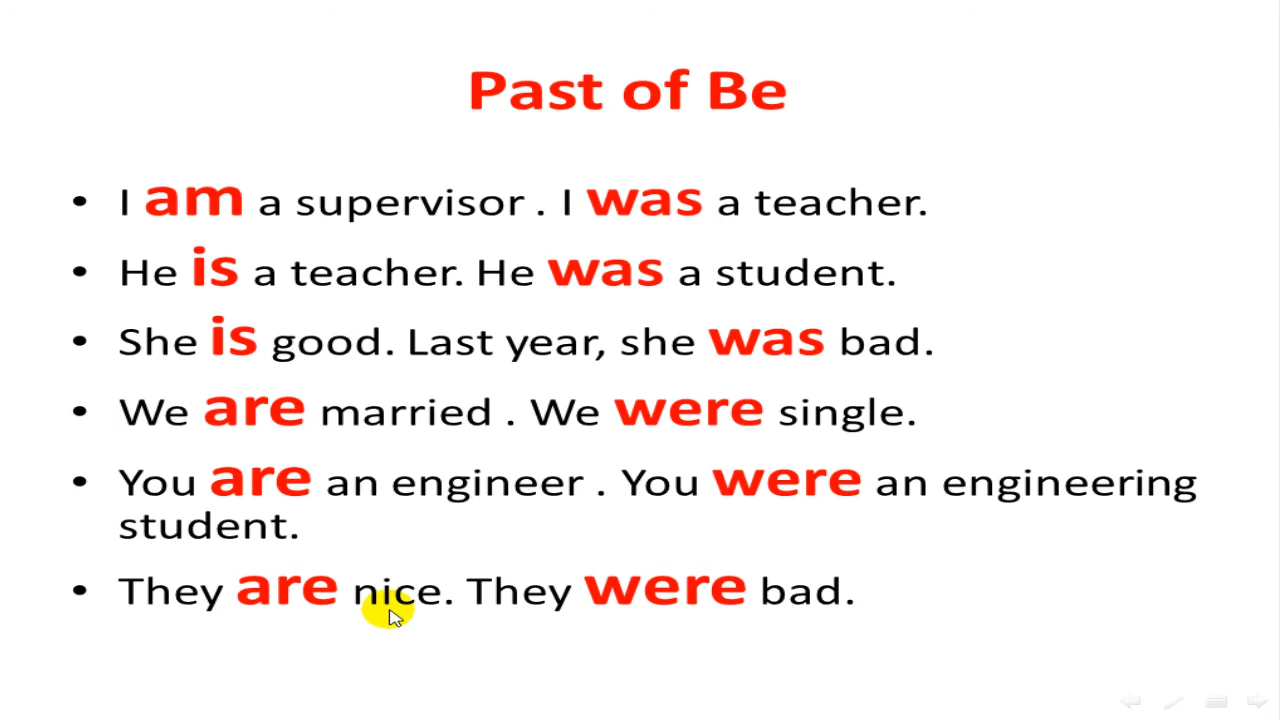 Past of Be
• I am a supervisor . I was a teacher.
• He is a teacher. He was a student.
• She is good. Last year, she was bad.
• We are married . We were single.
• You are an engineer . You were an engineering
student.
• They are nice. They were bad.